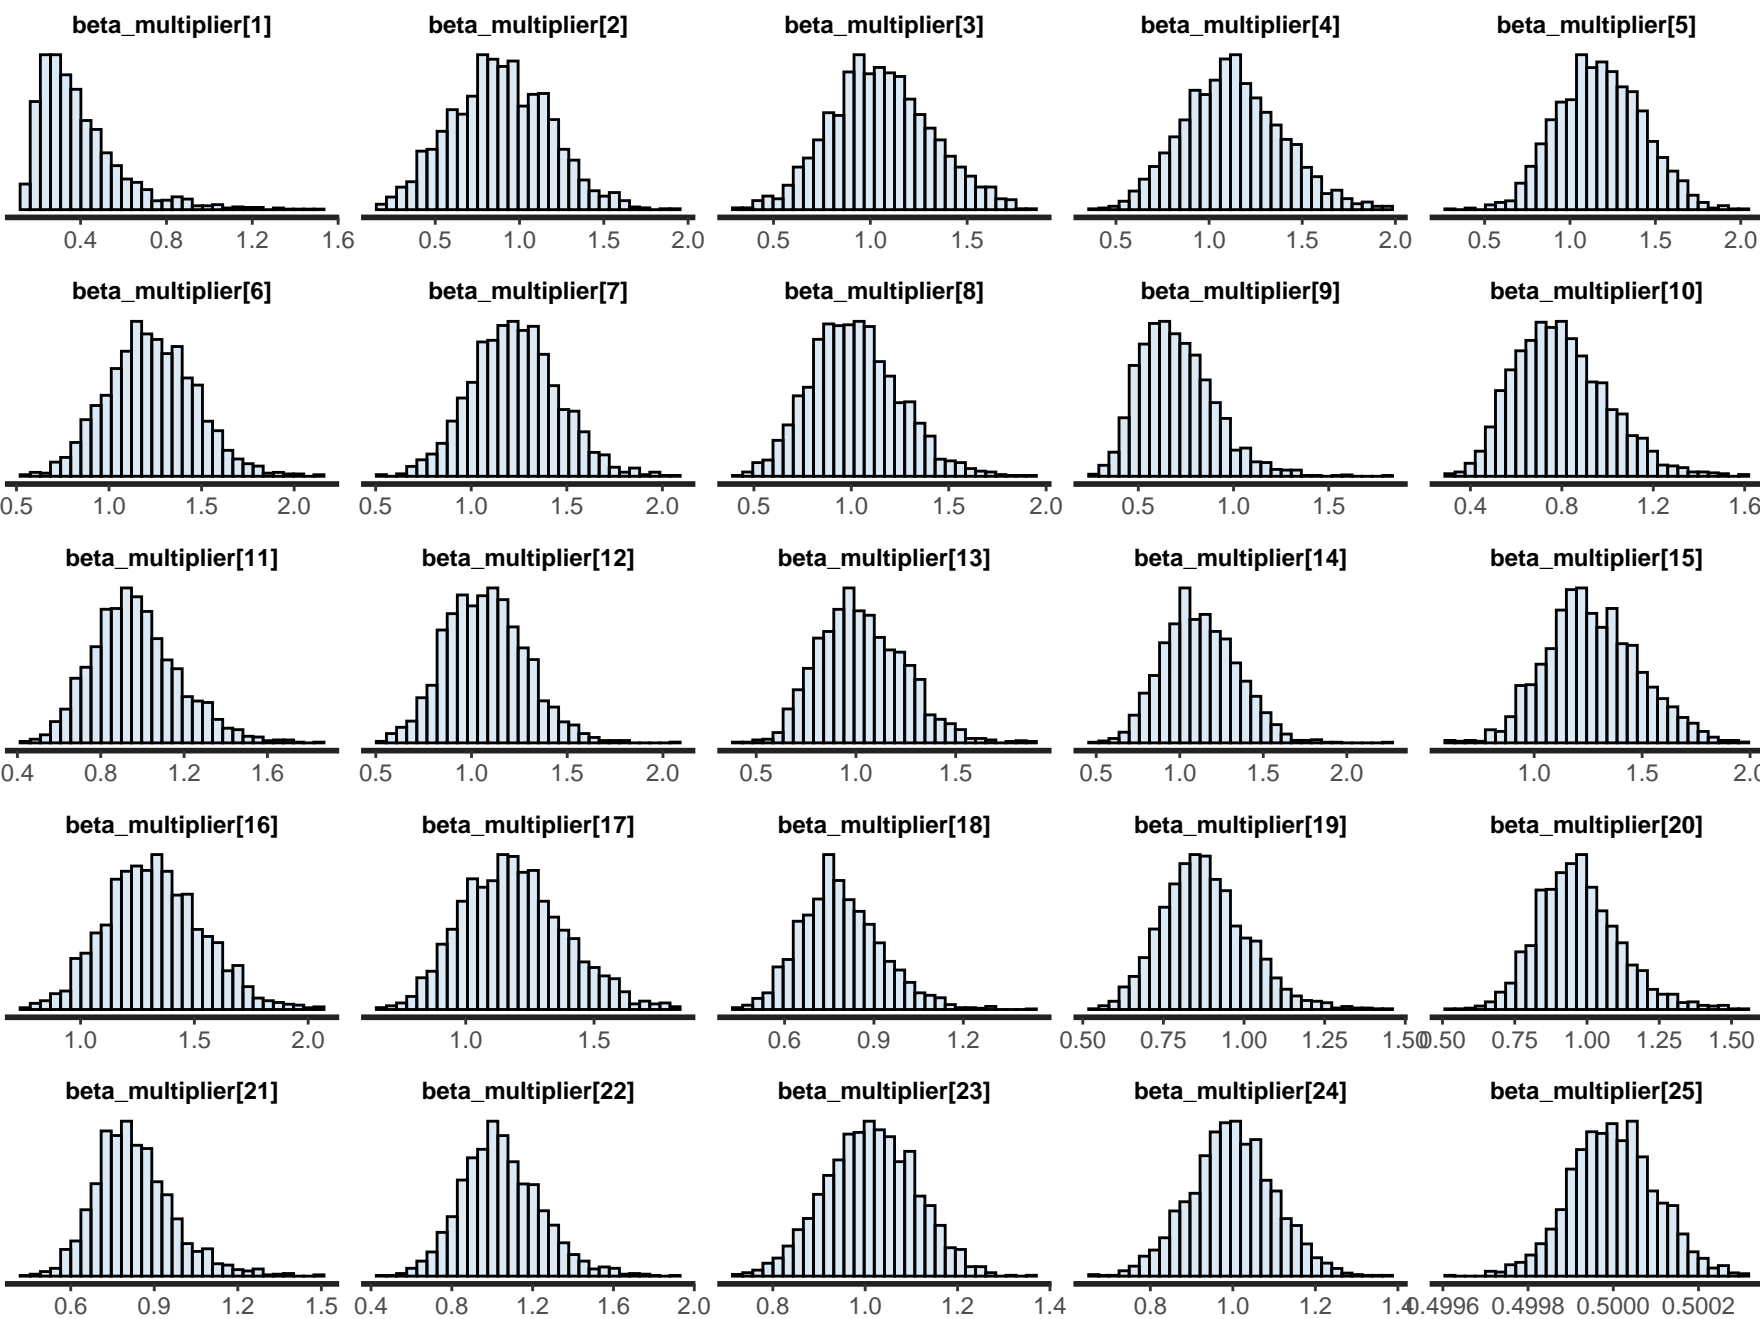 beta_multiplier[1] beta_multiplier[2] beta_multiplier[3] beta_multiplier[4] beta_multiplier[5]
0.4 0.8 1.2 1.6 0.5 1.0 1.5 2.0 0.5 1.0 1.5 0.5 1.0 1.5 2.0 0.5 1.0 1.5 2.0
beta_multiplier[6] beta_multiplier[7] beta_multiplier[8] beta_multiplier[9] beta_multiplier[10]
0.5 1.0 1.5 2.0 0.5 1.0 1.5 2.0 0.5 1.0 1.5 2.0 0.5 1.0 1.5 0.4 0.8 1.2 1.6
beta_multiplier[11] beta_multiplier[12] beta_multiplier[13] beta_multiplier[14] beta_multiplier[15]
0.4 0.8 1.2 1.6 0.5 1.0 1.5 2.0 0.5 1.0 1.5 0.5 1.0 1.5 2.0 1.0 1.5 2.0
beta_multiplier[16] beta_multiplier[17] beta_multiplier[18] beta_multiplier[19] beta_multiplier[20]
1.0 1.5 2.0 1.0 1.5 0.6 0.9 1.2 0.50 0.75 1.00 1.25 1.50 0.50 0.75 1.00 1.25 1.50
beta_multiplier[21] beta_multiplier[22] beta_multiplier[23] beta_multiplier[24] beta_multiplier[25]
0.6 0.9 1.2 1.5 0.4 0.8 1.2 1.6 2.0 0.8 1.0 1.2 1.4 0.8 1.0 1.2 1.4 0.4996 0.4998 0.5000 0.5002